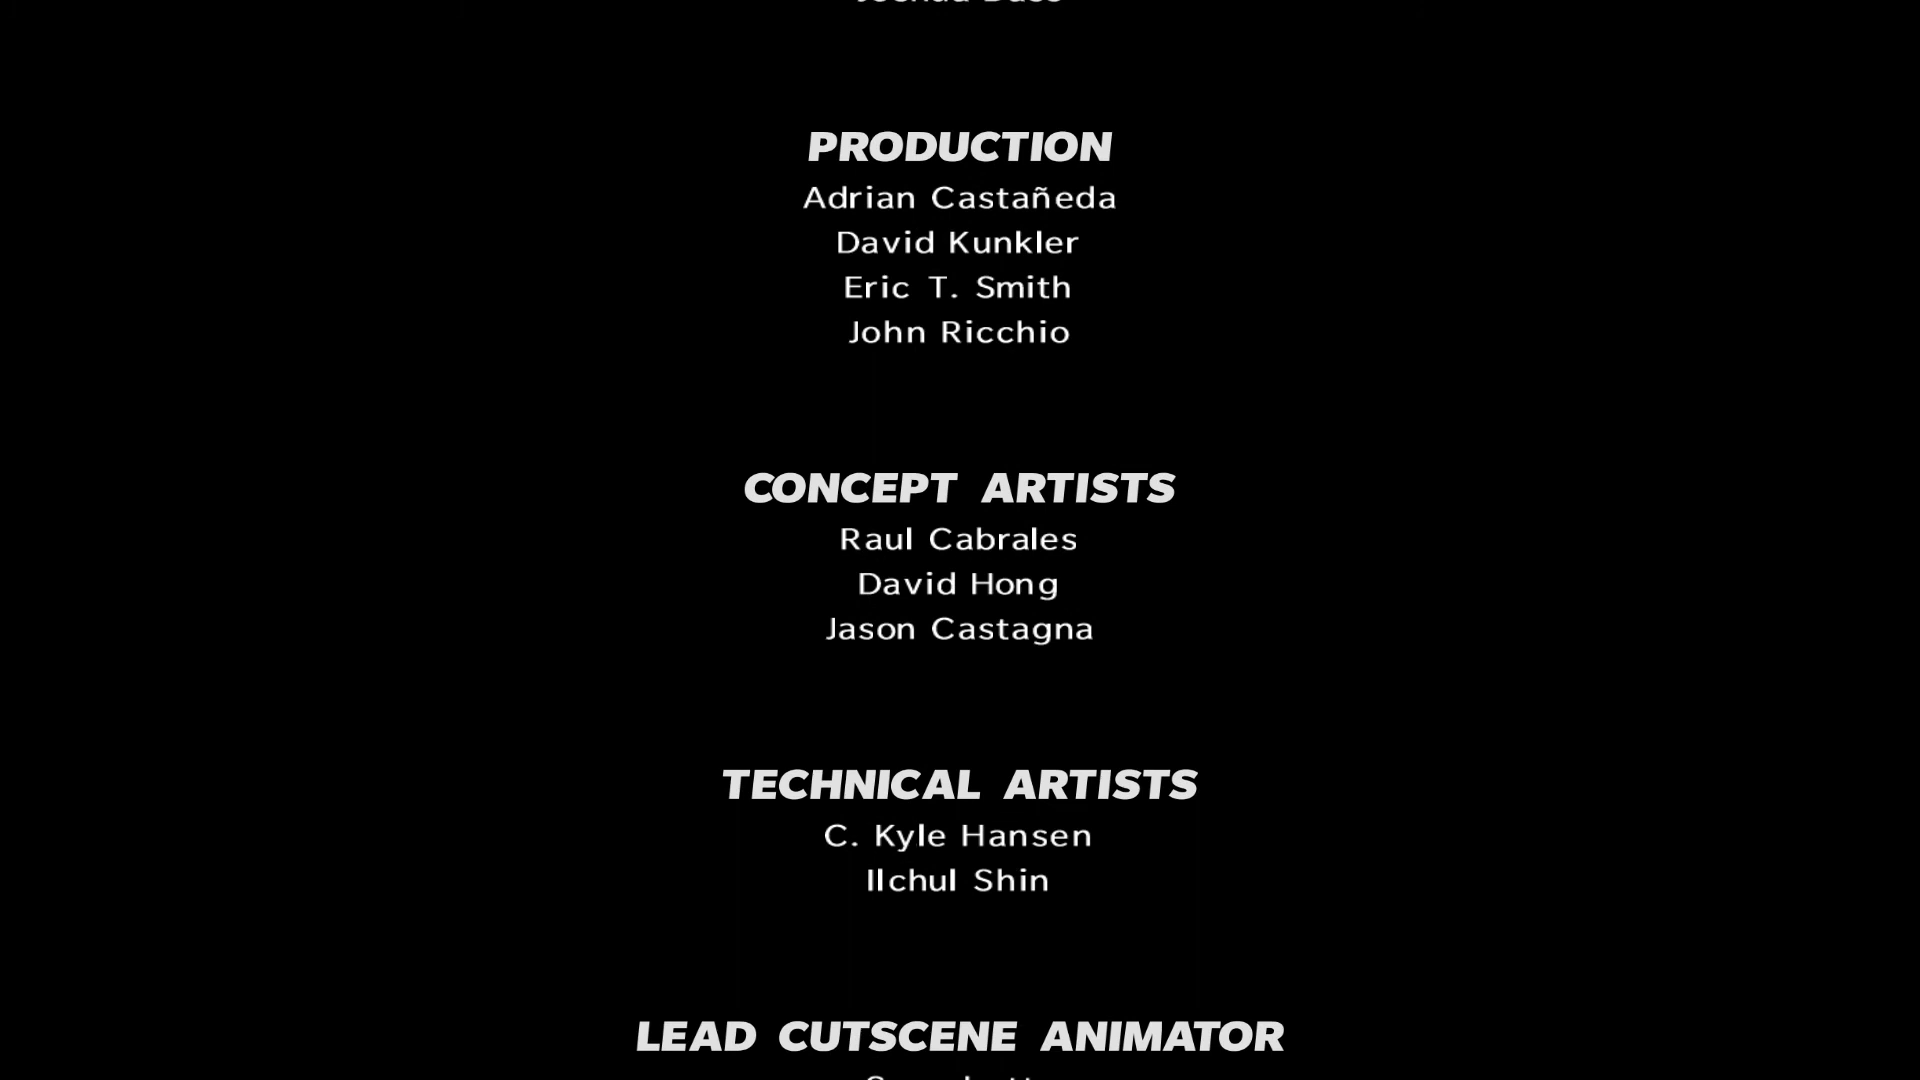 PRODUCTION
Adrian Castañeda
David Kunkler
Eric T. Smith
John Ricchio
CONCEPT ARTISTS
Raul Cabrales
David Hong
Jason Castagna
TECHNICAL ARTISTS
C. Kyle Hansen
Ilchul Shin
LEAD CUTSCENE ANIMATOR